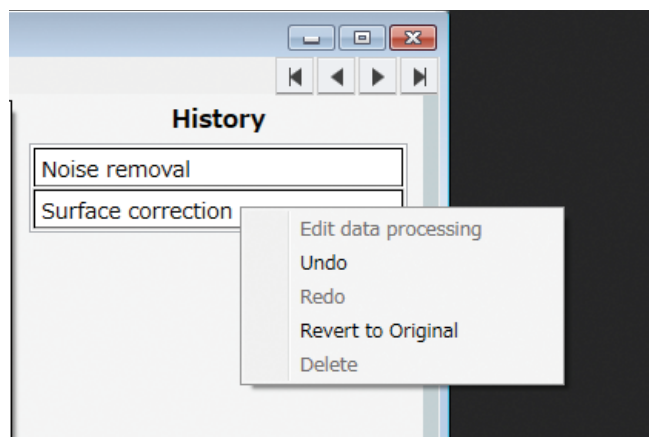 History
Noise removal
Surface correction
Edit data processing
Undo
Redo
Revert to Original
Delete